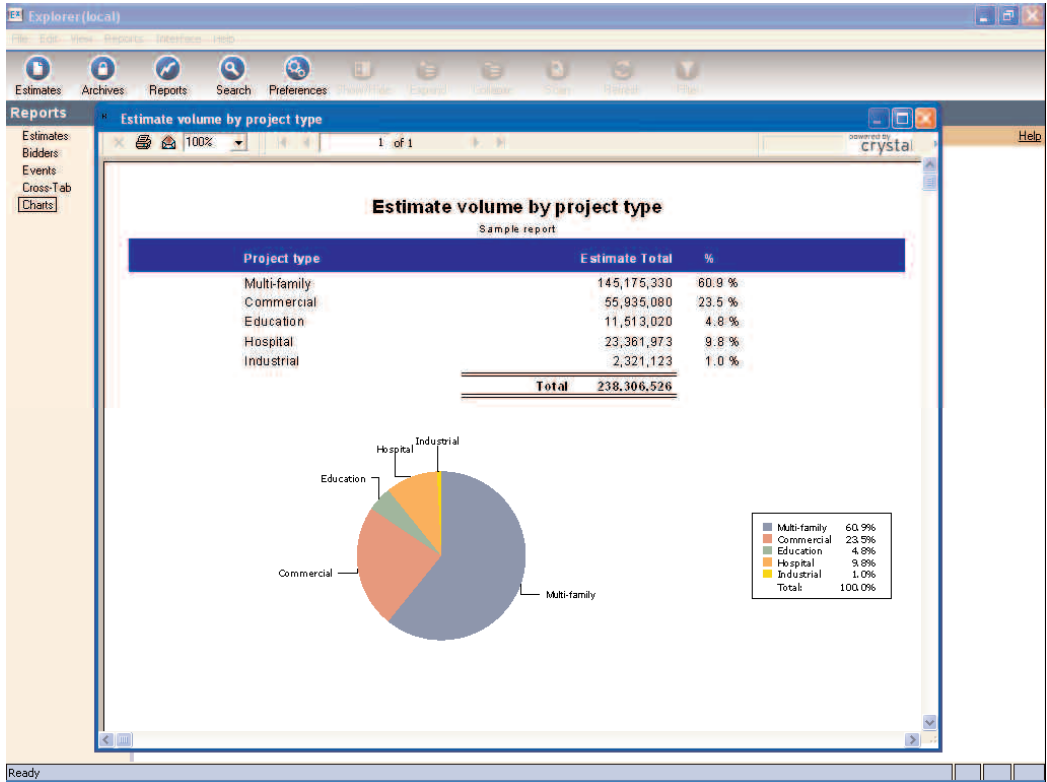 EX Explorer(local)
File Edit View Reports Interface Help
Estimates Archives Reports Search Preferences Show/Hide Expand Collapse Scan Refresh Filter
Reports
Help
Estimates
Bidders
Events
Cross-Tab
Charts
Estimate volume by project type
100% 1 of 1
powered by
crystal
Estimate volume by project type
Sample report
Project type Estimate Total %
Multi-family 145,175,330 60.9 %
Commercial 55,935,080 23.5 %
Education 11,513,020 4.8 %
Hospital 23,361,973 9.8 %
Industrial 2,321,123 1.0 %
Total 238,306,526
Industrial
Hospital
Education
Commercial
Multi-family
Multi-family 60.9%
Commercial 23.5%
Education 4.8%
Hospital 9.8%
Industrial 1.0%
Total: 100.0%
Ready